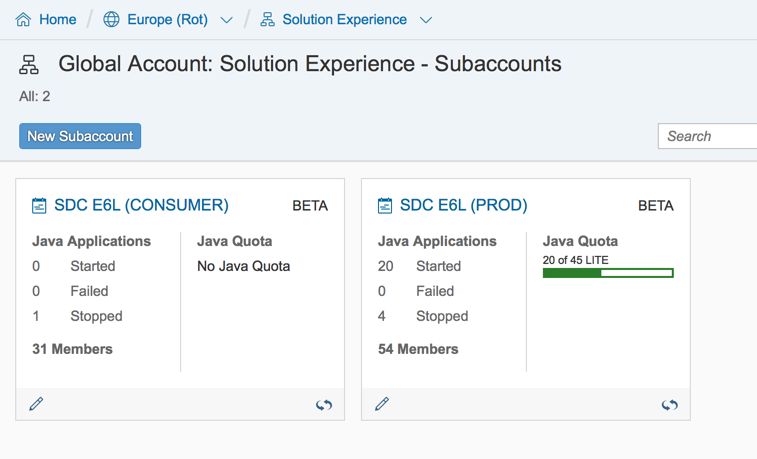 Home / Europe (Rot) / Solution Experience
Global Account: Solution Experience - Subaccounts
All: 2
New Subaccount
Search
SDC E6L (CONSUMER) BETA
Java Applications
0 Started
0 Failed
1 Stopped
31 Members
Java Quota
No Java Quota
SDC E6L (PROD) BETA
Java Applications
20 Started
0 Failed
4 Stopped
54 Members
Java Quota
20 of 45 LITE